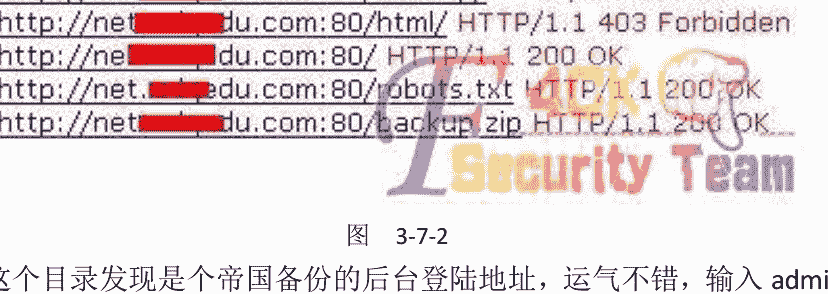 http://net du.com:80/html/ HTTP/1.1 403 Forbidden
http://ne du.com:80/ HTTP/1.1 200 OK
http://net. edu.com:80/robots.txt HTTP/1.1 200 OK
http://net du.com:80/backup.zip HTTP/1.1 200 OK
F4CK
Security Team
图 3-7-2
这个目录发现是个帝国备份的后台登陆地址，运气不错，输入 admi